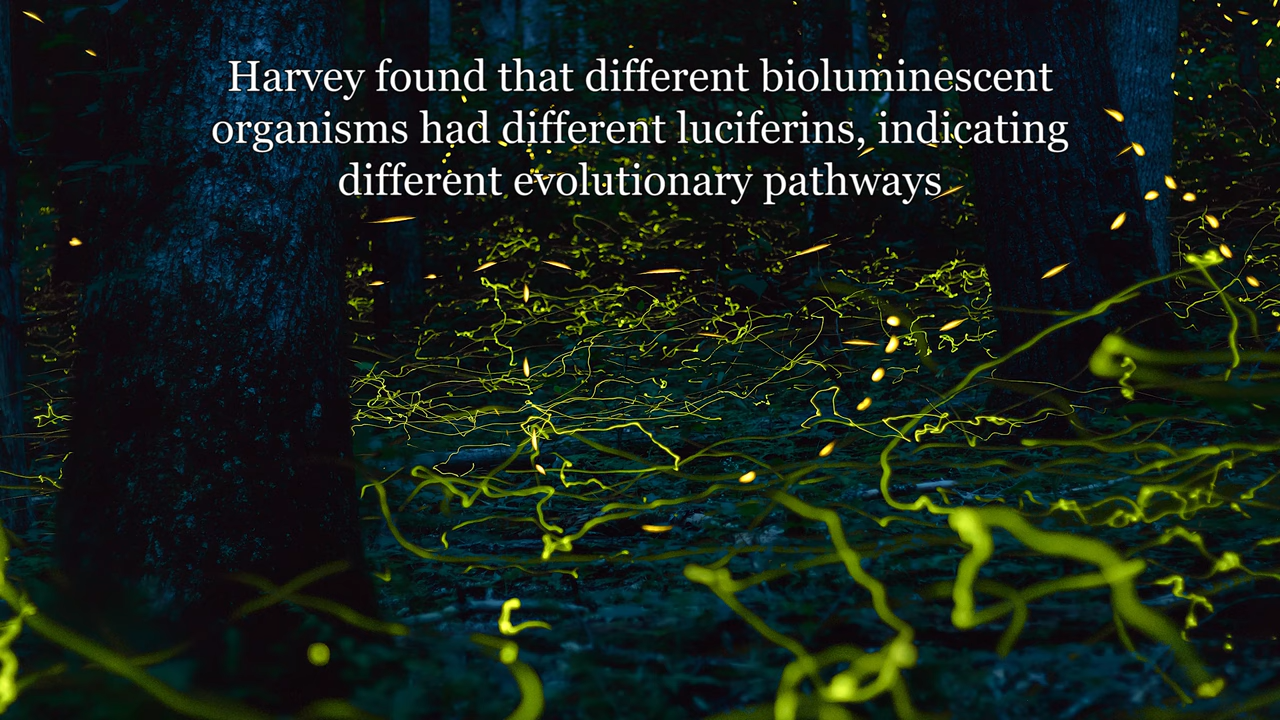 Harvey found that different bioluminescent
organisms had different luciferins, indicating
different evolutionary pathways